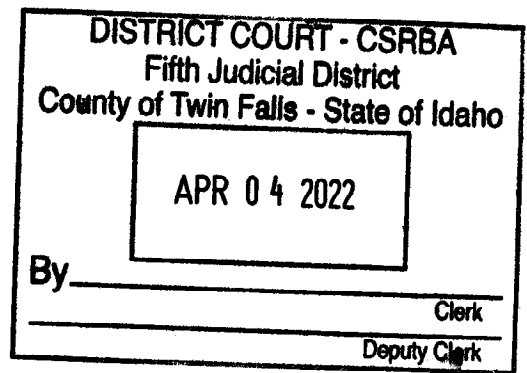 DISTRICT COURT - CSRBA
Fifth Judicial District
County of Twin Falls - State of Idaho
APR 04 2022
By
Clerk
Deputy Clerk